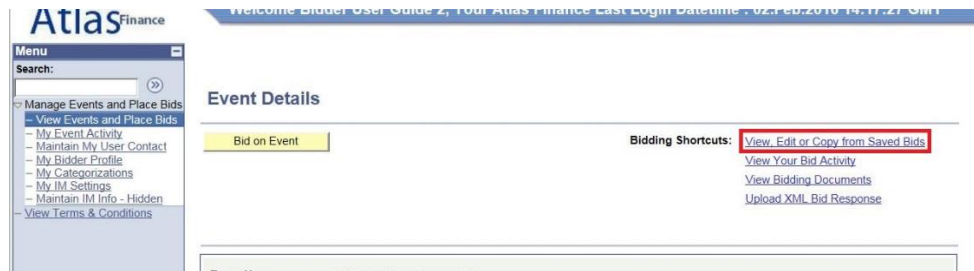 Atlas Finance
Welcome Bidder User Guide 2, Your Atlas Finance Last Login Datetime : 02.Feb.2016 14.17.27 GMT
Menu
Search:
Manage Events and Place Bids
– View Events and Place Bids
– My Event Activity
– Maintain My User Contact
– My Bidder Profile
– My Categorizations
– My IM Settings
– Maintain IM Info - Hidden
– View Terms & Conditions
Event Details
Bid on Event
Bidding Shortcuts: View, Edit or Copy from Saved Bids
View Your Bid Activity
View Bidding Documents
Upload XML Bid Response